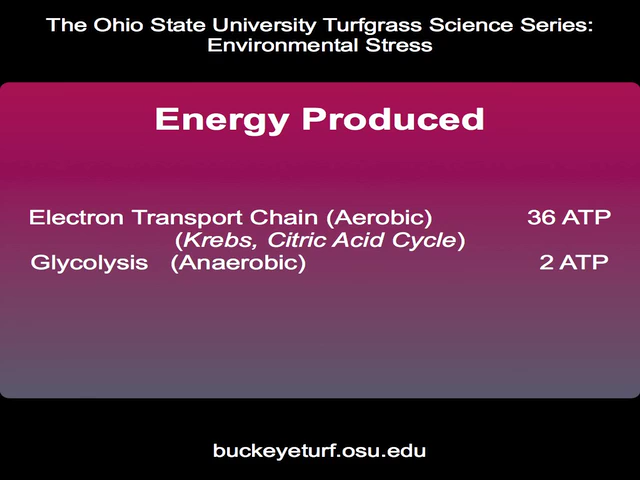 The Ohio State University Turfgrass Science Series:
Environmental Stress
Energy Produced
Electron Transport Chain (Aerobic) 36 ATP
(Krebs, Citric Acid Cycle)
Glycolysis (Anaerobic) 2 ATP
buckeyeturf.osu.edu